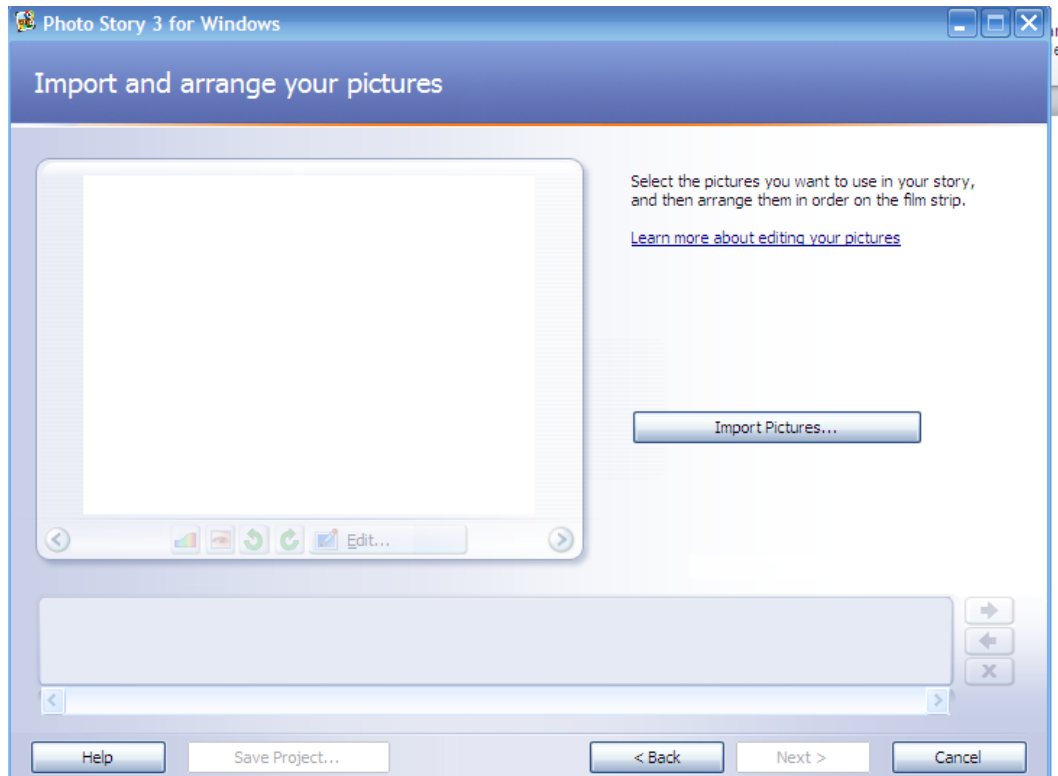 Photo Story 3 for Windows
Import and arrange your pictures
Select the pictures you want to use in your story,
and then arrange them in order on the film strip.
Learn more about editing your pictures
Import Pictures...
Edit...
Help
Save Project...
< Back
Next >
Cancel